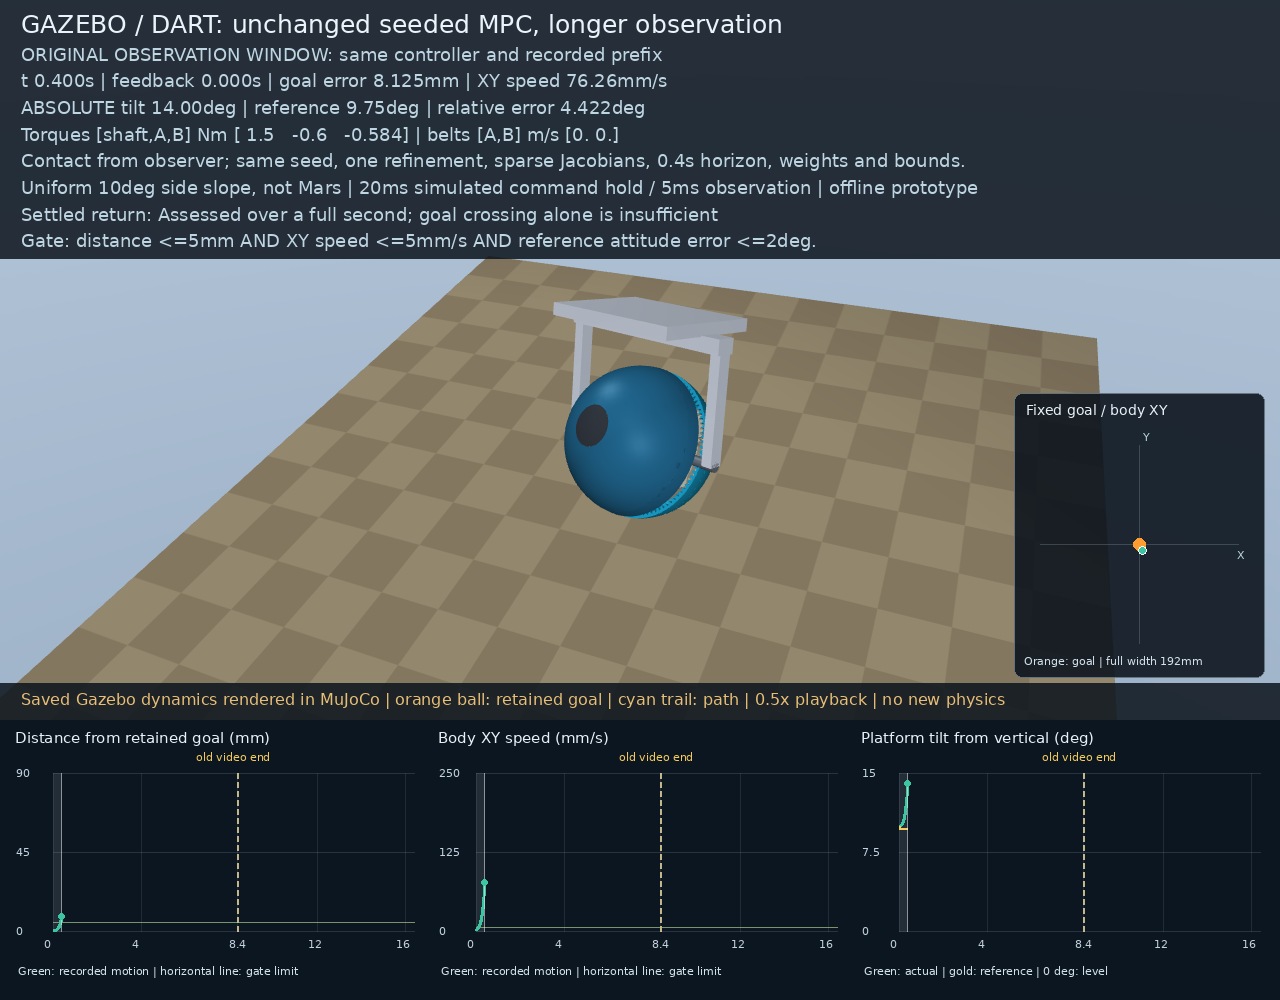 GAZEBO / DART: unchanged seeded MPC, longer observation
ORIGINAL OBSERVATION WINDOW: same controller and recorded prefix
t 0.400s | feedback 0.000s | goal error 8.125mm | XY speed 76.26mm/s
ABSOLUTE tilt 14.00deg | reference 9.75deg | relative error 4.422deg
Torques [shaft,A,B] Nm [ 1.5   -0.6   -0.584] | belts [A,B] m/s [0. 0.]
Contact from observer; same seed, one refinement, sparse Jacobians, 0.4s horizon, weights and bounds.
Uniform 10deg side slope, not Mars | 20ms simulated command hold / 5ms observation | offline prototype
Settled return: Assessed over a full second; goal crossing alone is insufficient
Gate: distance <=5mm AND XY speed <=5mm/s AND reference attitude error <=2deg.
Fixed goal / body XY
Y
X
Orange: goal | full width 192mm
Saved Gazebo dynamics rendered in MuJoCo | orange ball: retained goal | cyan trail: path | 0.5x playback | no new physics
Distance from retained goal (mm)
old video end
90
45
0
0 4 8.4 12 16
Green: recorded motion | horizontal line: gate limit
Body XY speed (mm/s)
old video end
250
125
0
0 4 8.4 12 16
Green: recorded motion | horizontal line: gate limit
Platform tilt from vertical (deg)
old video end
15
7.5
0
0 4 8.4 12 16
Green: actual | gold: reference | 0 deg: level